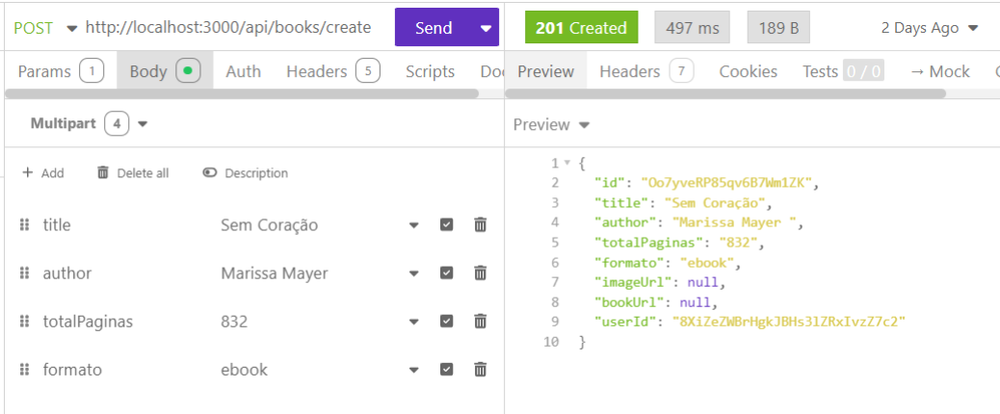 POST http://localhost:3000/api/books/create Send 201 Created 497 ms 189 B 2 Days Ago
Params 1 Body Auth Headers 5 Scripts Doc
Preview Headers 7 Cookies Tests 0 / 0 → Mock
Multipart 4
Preview
+ Add Delete all Description
title Sem Coração
author Marissa Mayer
totalPaginas 832
formato ebook
1 {
2 "id": "Oo7yveRP85qv6B7Wm1ZK",
3 "title": "Sem Coração",
4 "author": "Marissa Mayer ",
5 "totalPaginas": "832",
6 "formato": "ebook",
7 "imageUrl": null,
8 "bookUrl": null,
9 "userId": "8XiZeZWBrHgkJBHs3lZRxIvzZ7c2"
10 }